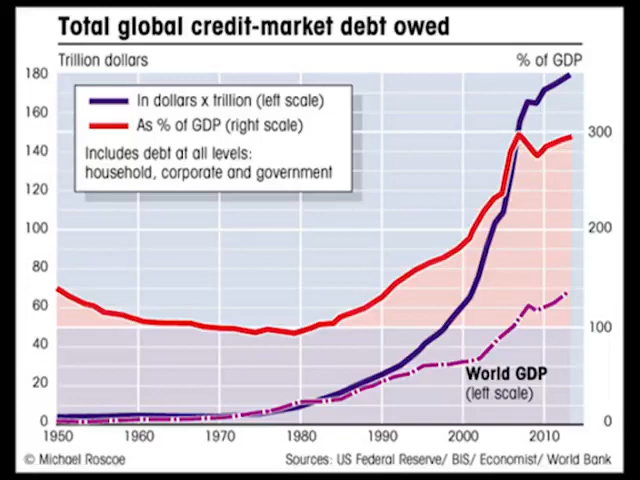 Total global credit-market debt owed
Trillion dollars
% of GDP
In dollars x trillion (left scale)
As % of GDP (right scale)
Includes debt at all levels:
household, corporate and government
180
160
140
120
100
80
60
40
20
0
300
200
100
0
World GDP
(left scale)
1950 1960 1970 1980 1990 2000 2010
© Michael Roscoe
Sources: US Federal Reserve/ BIS/ Economist/ World Bank